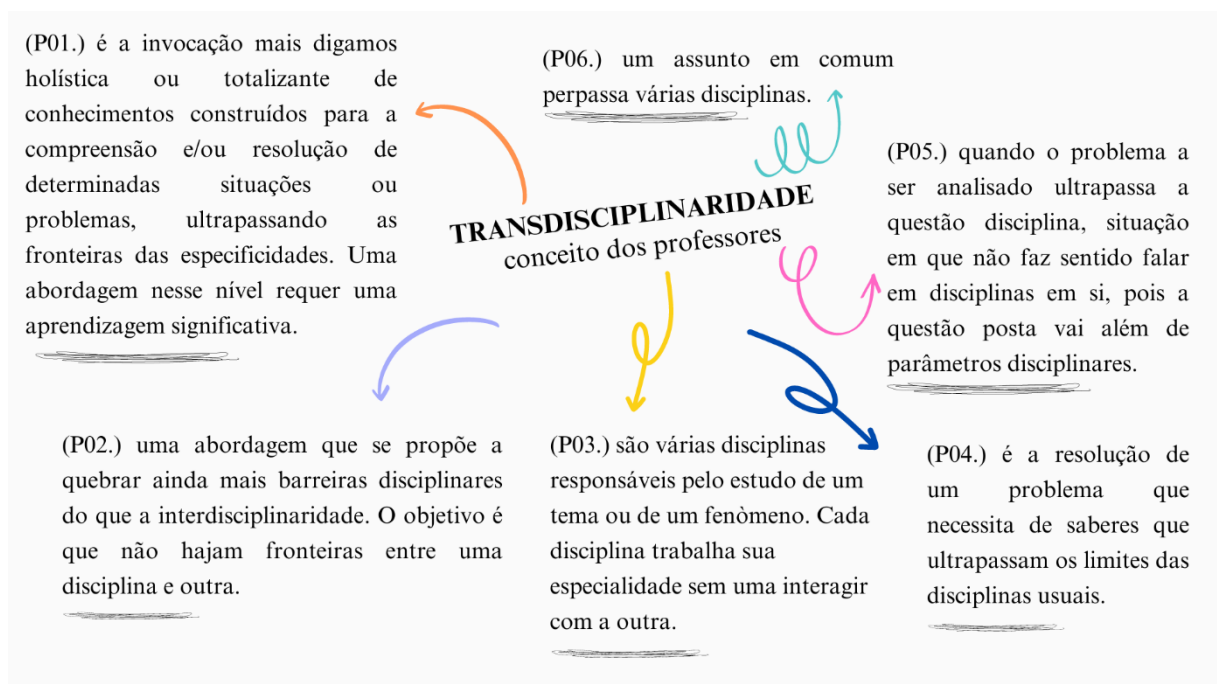 (P01.) é a invocação mais digamos
holística ou totalizante de
conhecimentos construídos para a
compreensão e/ou resolução de
determinadas situações ou
problemas, ultrapassando as
fronteiras das especificidades. Uma
abordagem nesse nível requer uma
aprendizagem significativa.
(P06.) um assunto em comum
perpassa várias disciplinas.
(P05.) quando o problema a
ser analisado ultrapassa a
questão disciplina, situação
em que não faz sentido falar
em disciplinas em si, pois a
questão posta vai além de
parâmetros disciplinares.
TRANSDISCIPLINARIDADE
conceito dos professores
(P02.) uma abordagem que se propõe a
quebrar ainda mais barreiras disciplinares
do que a interdisciplinaridade. O objetivo é
que não hajam fronteiras entre uma
disciplina e outra.
(P03.) são várias disciplinas
responsáveis pelo estudo de um
tema ou de um fenòmeno. Cada
disciplina trabalha sua
especialidade sem uma interagir
com a outra.
(P04.) é a resolução de
um problema que
necessita de saberes que
ultrapassam os limites das
disciplinas usuais.